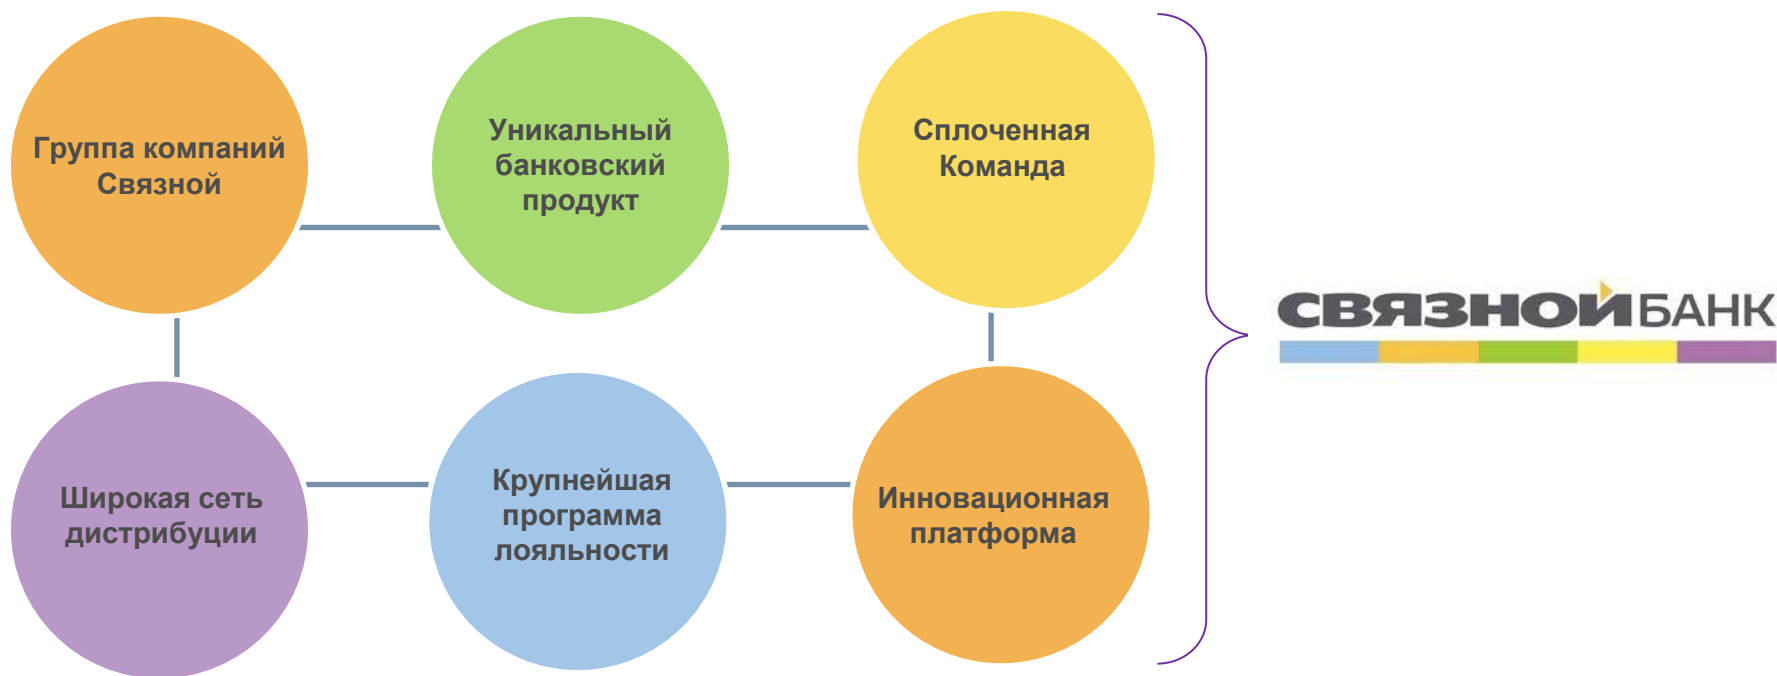 Группа компаний
Связной
Уникальный
банковский
продукт
Сплоченная
Команда
СВЯЗНОЙБАНК
Широкая сеть
дистрибуции
Крупнейшая
программа
лояльности
Инновационная
платформа